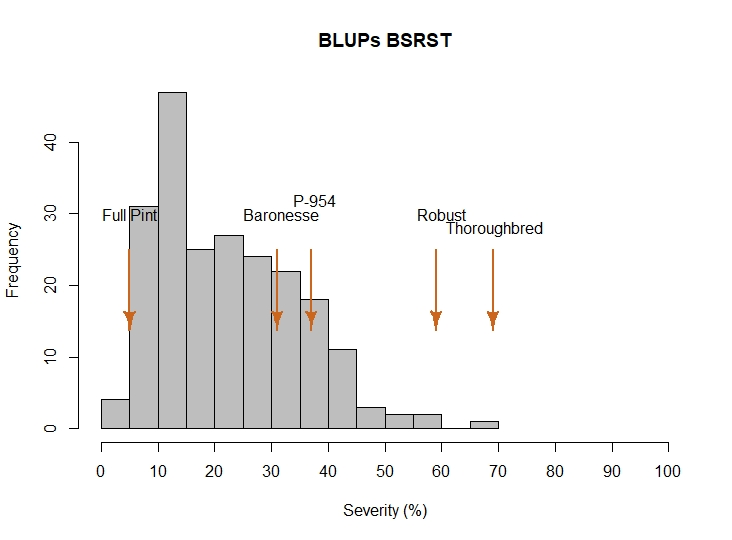 BLUPs BSRST
Frequency
40
30
20
10
0
Full Pint
Baronesse
P-954
Robust
Thoroughbred
0 10 20 30 40 50 60 70 80 90 100
Severity (%)